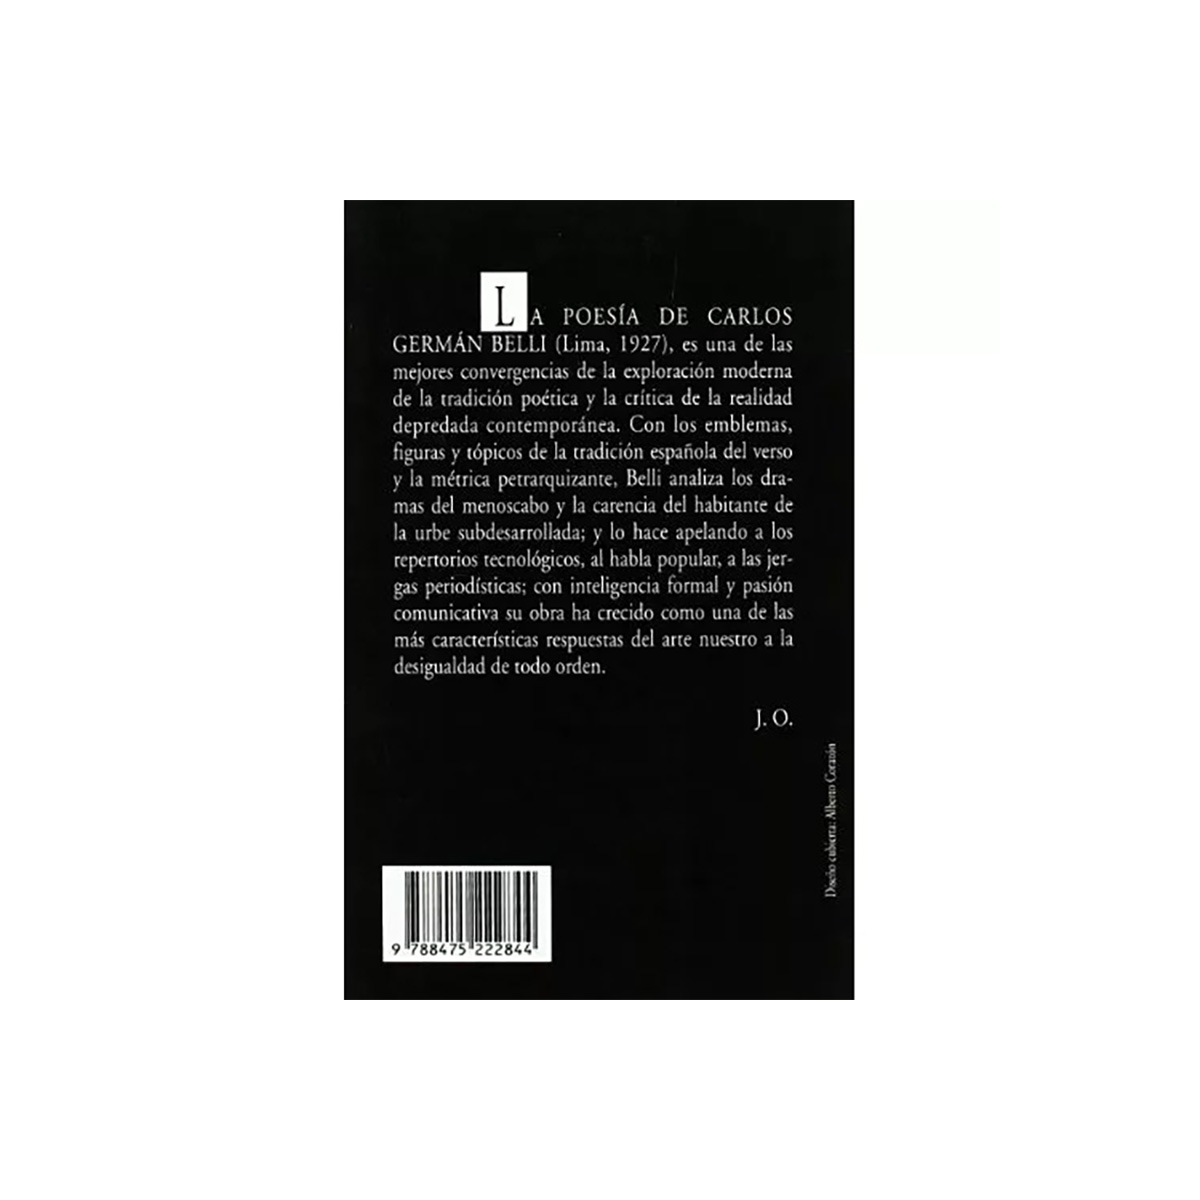 LA POESÍA DE CARLOS
GERMÁN BELLI (Lima, 1927), es una de las
mejores convergencias de la exploración moderna
de la tradición poética y la crítica de la realidad
depredada contemporánea. Con los emblemas,
figuras y tópicos de la tradición española del verso
y la métrica petrarquizante, Belli analiza los dra-
mas del menoscabo y la carencia del habitante de
la urbe subdesarrollada; y lo hace apelando a los
repertorios tecnológicos, al habla popular, a las jer-
gas periodísticas; con inteligencia formal y pasión
comunicativa su obra ha crecido como una de las
más características respuestas del arte nuestro a la
desigualdad de todo orden.
J. O.
Diseño cubierta: Alberto Corazón
9 788475 222844